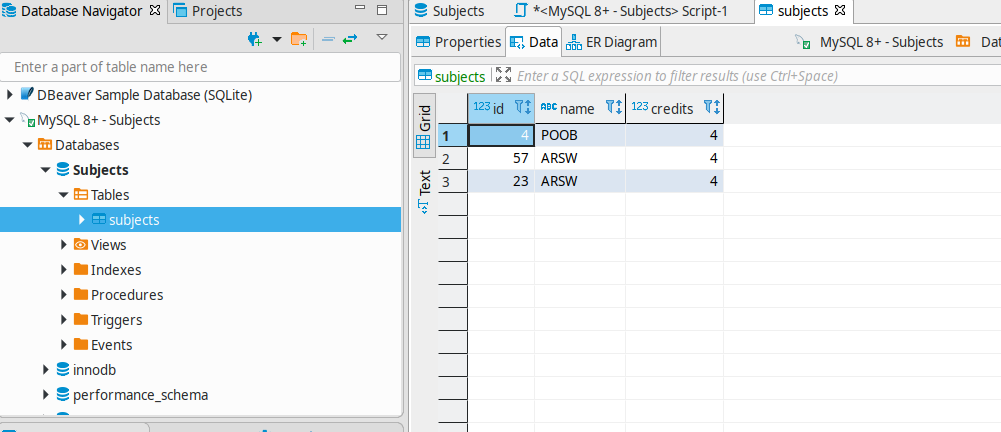 Database Navigator
Projects
Enter a part of table name here
DBeaver Sample Database (SQLite)
MySQL 8+ - Subjects
Databases
Subjects
Tables
subjects
Views
Indexes
Procedures
Triggers
Events
innodb
performance_schema
Subjects
*<MySQL 8+ - Subjects> Script-1
subjects
Properties
Data
ER Diagram
MySQL 8+ - Subjects
Dat
subjects
Enter a SQL expression to filter results (use Ctrl+Space)
Grid
Text
123 id ABC name 123 credits
1 4 POOB 4
2 57 ARSW 4
3 23 ARSW 4